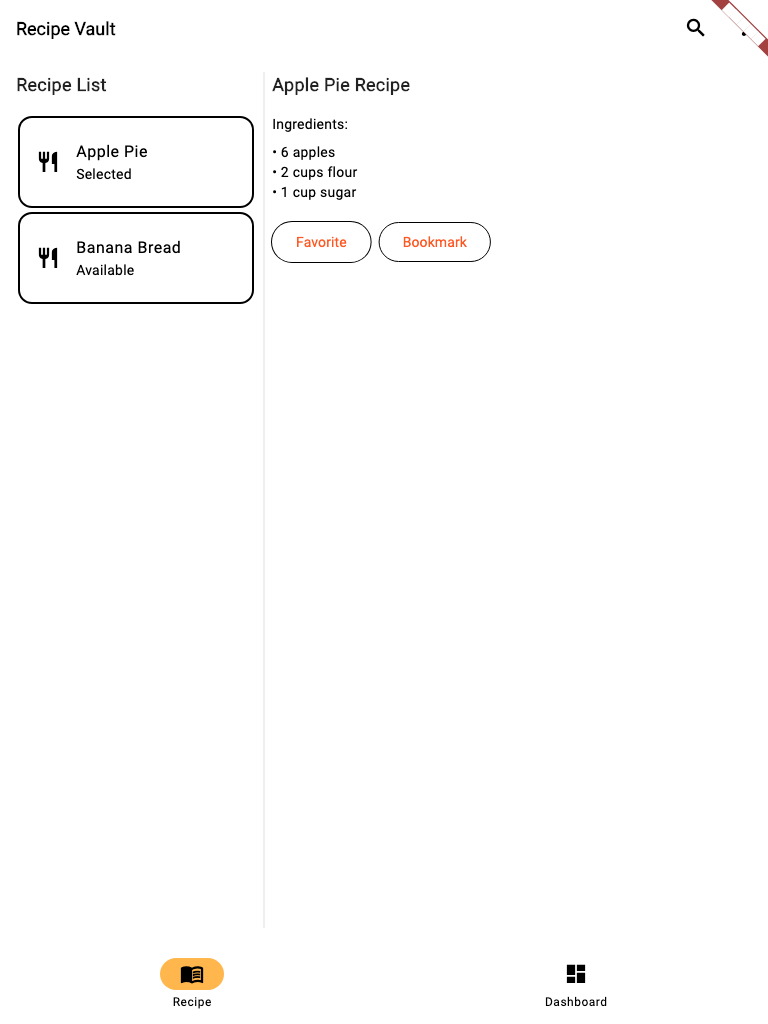 Recipe Vault
Recipe List
Apple Pie
Selected
Banana Bread
Available
Apple Pie Recipe
Ingredients:
• 6 apples
• 2 cups flour
• 1 cup sugar
Favorite
Bookmark
Recipe
Dashboard